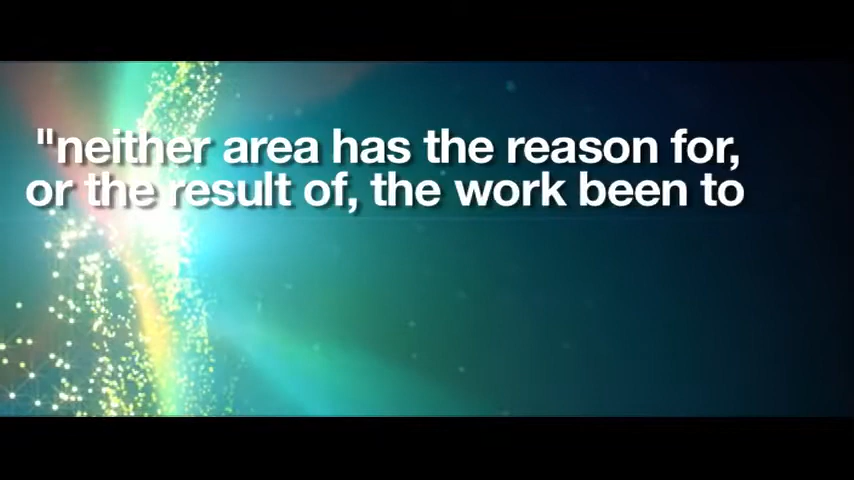 "neither area has the reason for,
or the result of, the work been to